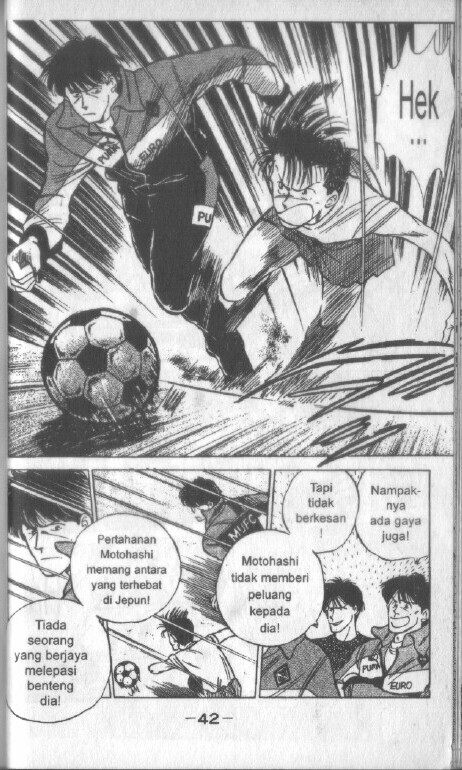 Hek
...
PUMA
EURO
PU
Nampak-
nya
ada gaya
juga!
Tapi
tidak
berkesan
!
PUMA
EURO
Motohashi
tidak memberi
peluang
kepada
dia!
Pertahanan
Motohashi
memang antara
yang terhebat
di Jepun!
Tiada
seorang
yang berjaya
melepasi
benteng
dia!
–42–